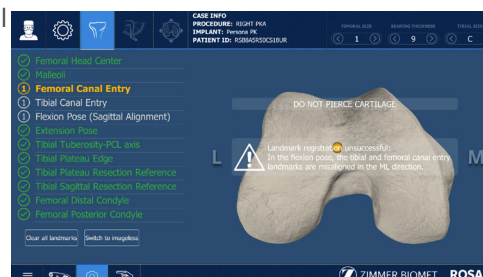 CASE INFO
PROCEDURE: RIGHT PKA
IMPLANT: Persona PK
PATIENT ID: RSB6ASR50CS18UR
FEMORAL SIZE
1
BEARING THICKNESS
9
TIBIAL SIZE
C
Femoral Head Center
Malleoli
1 Femoral Canal Entry
1 Tibial Canal Entry
1 Flexion Pose (Sagittal Alignment)
Extension Pose
Tibial Tuberosity-PCL axis
Tibial Plateau Edge
Tibial Plateau Resection Reference
Tibial Sagittal Resection Reference
Femoral Distal Condyle
Femoral Posterior Condyle
Clear all landmarks
Switch to imageless
DO NOT PIERCE CARTILAGE
L
M
Landmark registration unsuccessful:
In the flexion pose, the tibial and femoral canal entry
landmarks are misaligned in the ML direction.
ZIMMER BIOMET
ROSA